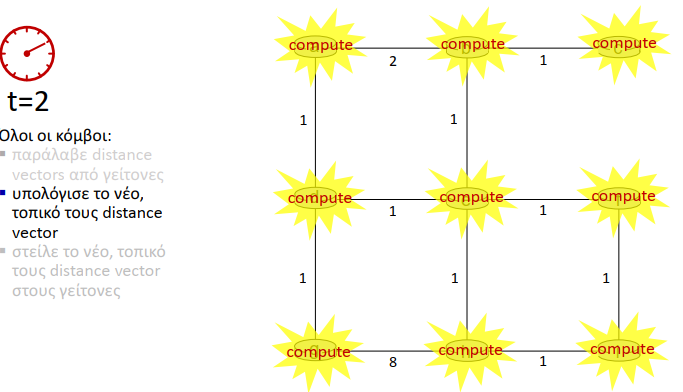 compute compute compute
2 1
t=2
1 1
Όλοι οι κόμβοι:
παράλαβε distance
vectors από γείτονες
υπολόγισε το νέο,
τοπικό τους distance
vector
compute compute compute
1 1
στείλε το νέο, τοπικό
τους distance vector
στους γείτονες
1 1 1
compute compute compute
8 1